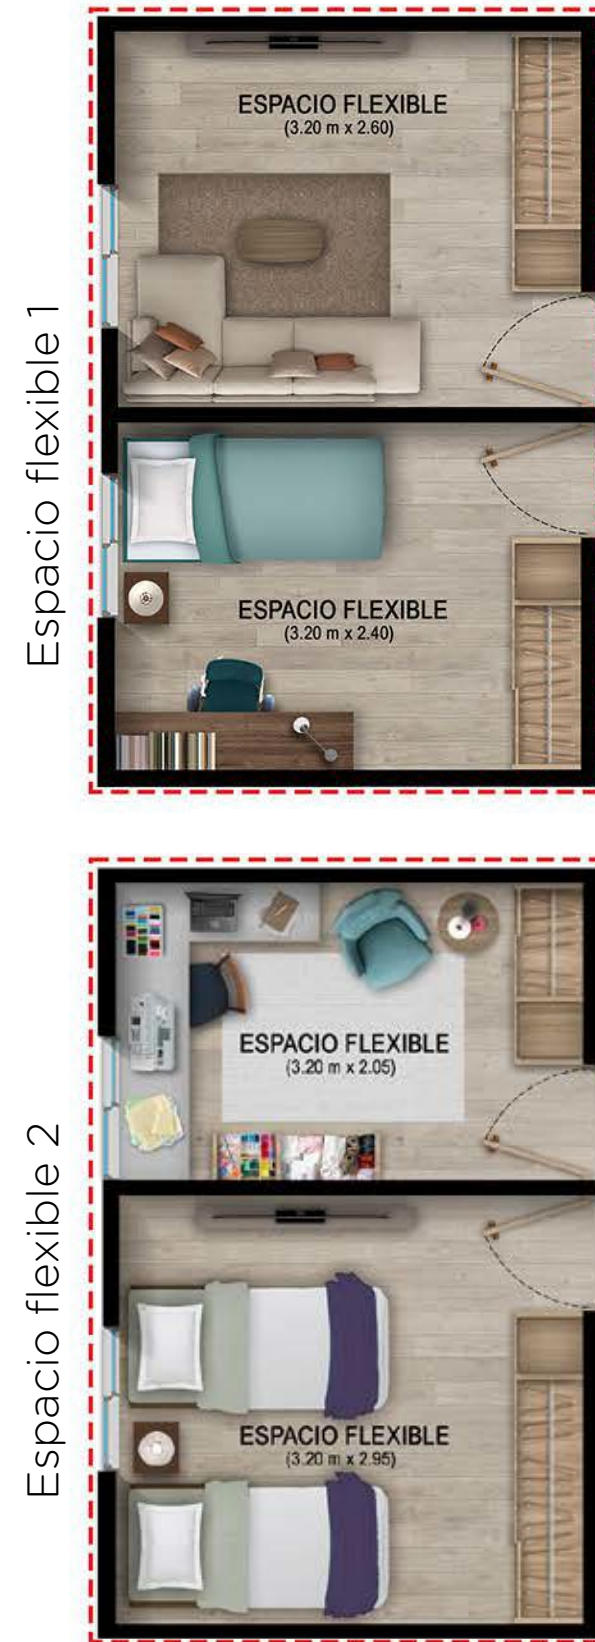 Espacio flexible 1
ESPACIO FLEXIBLE
(3.20 m x 2.60)
ESPACIO FLEXIBLE
(3.20 m x 2.40)
Espacio flexible 2
ESPACIO FLEXIBLE
(3.20 m x 2.05)
ESPACIO FLEXIBLE
(3.20 m x 2.95)